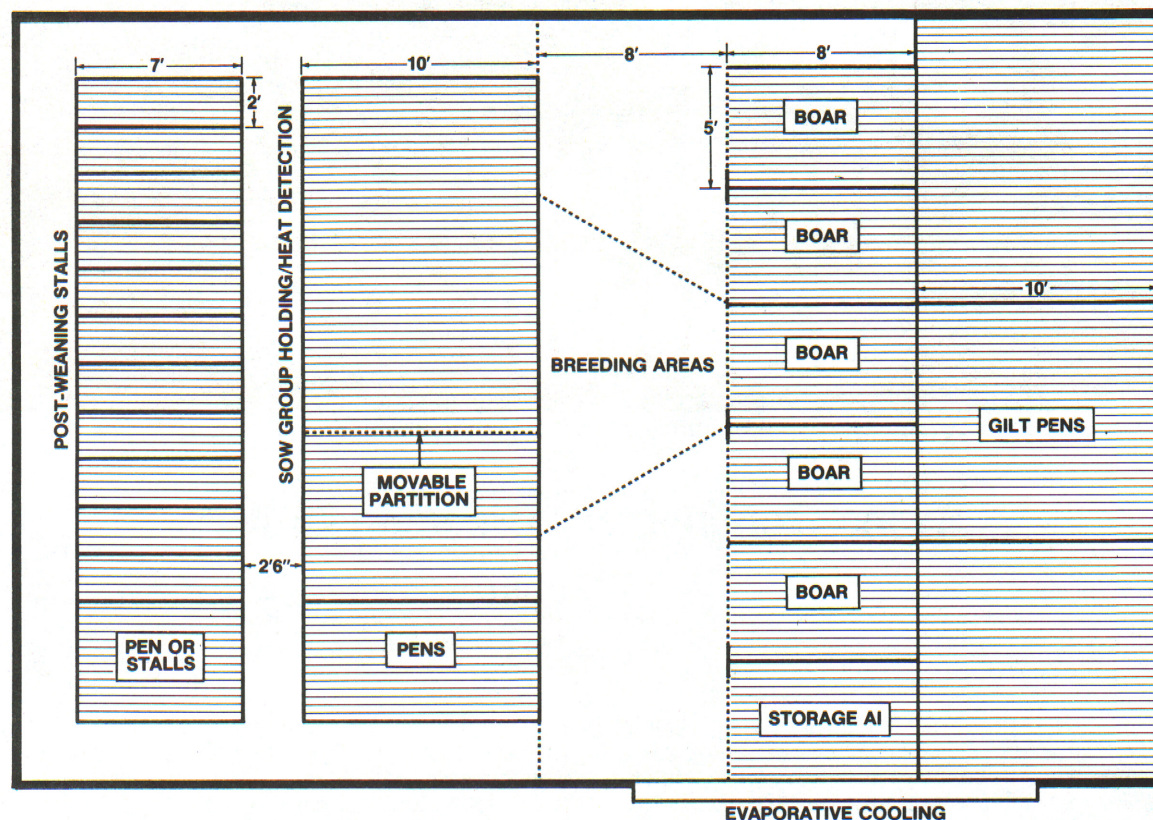 7'
10'
8'
8'
2'
5'
BOAR
BOAR
10'
BOAR
BREEDING AREAS
POST-WEANING STALLS
SOW GROUP HOLDING/HEAT DETECTION
GILT PENS
MOVABLE
PARTITION
BOAR
2'6"
BOAR
PEN OR
STALLS
PENS
STORAGE AI
EVAPORATIVE COOLING